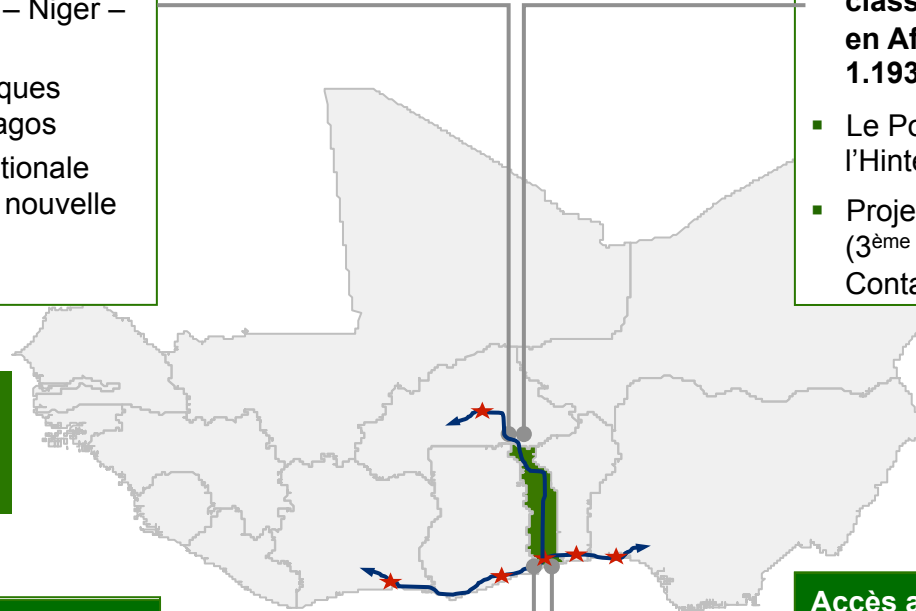 – Niger –
ques
agos
tionale
nouvelle
class
en Af
1.193
▪ Le Po
l’Hinte
▪ Proje
(3ème
Conta
Accès a